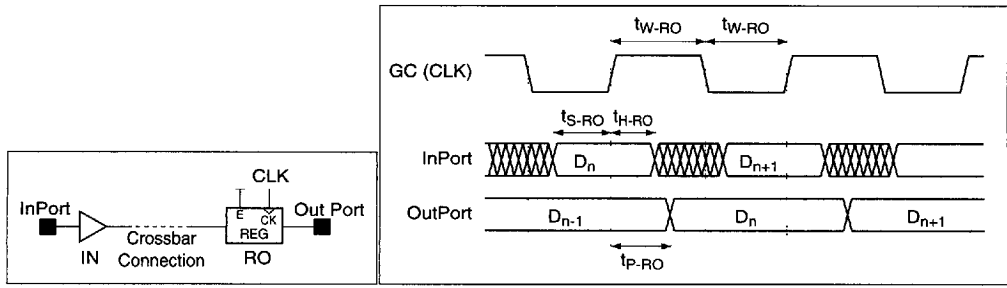 CLK
InPort
Out Port
E
CK
REG
Crossbar
Connection
IN
RO
tW-RO
tW-RO
GC (CLK)
tS-RO
tH-RO
InPort
Dn
Dn+1
OutPort
Dn-1
Dn
Dn+1
tP-RO